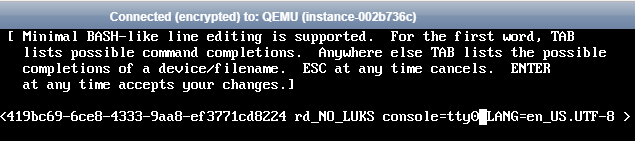 Connected (encrypted) to: QEMU (instance-002b736c)
[ Minimal BASH-like line editing is supported.  For the first word, TAB
lists possible command completions.  Anywhere else TAB lists the possible
completions of a device/filename.  ESC at any time cancels.  ENTER
at any time accepts your changes.]
<419bc69-6ce8-4333-9aa8-ef3771cd8224 rd_NO_LUKS console=tty0 LANG=en_US.UTF-8 >